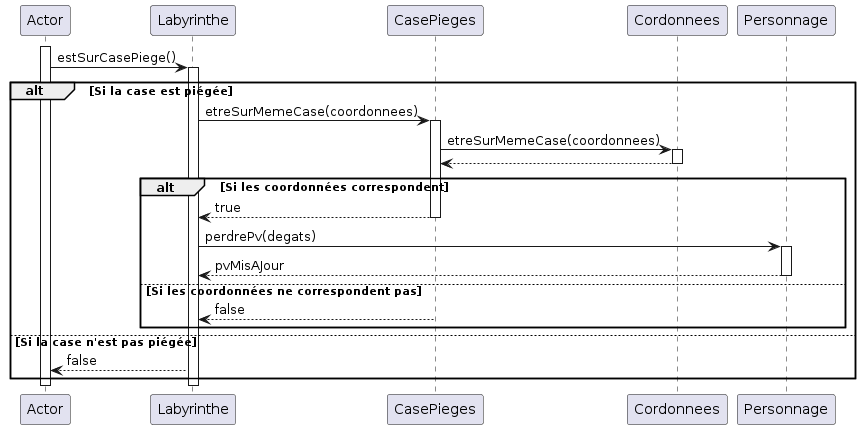 Actor Labyrinthe CasePieges Cordonnees Personnage
estSurCasePiege()
alt [Si la case est piégée]
etreSurMemeCase(coordonnees)
etreSurMemeCase(coordonnees)
alt [Si les coordonnées correspondent]
true
perdrePv(degats)
pvMisAJour
[Si les coordonnées ne correspondent pas]
false
[Si la case n'est pas piégée]
false
Actor Labyrinthe CasePieges Cordonnees Personnage